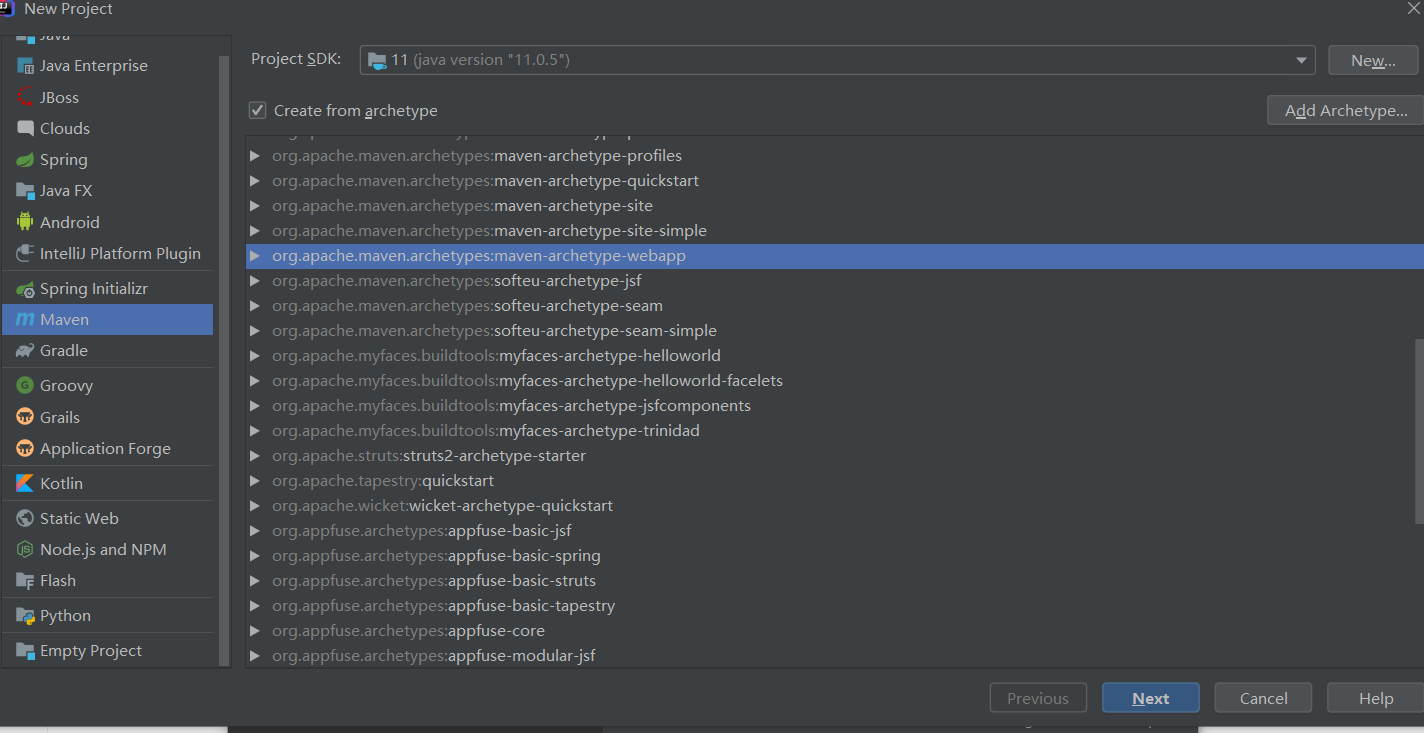 New Project
Java
Java Enterprise
JBoss
Clouds
Spring
Java FX
Android
IntelliJ Platform Plugin
Spring Initializr
Maven
Gradle
Groovy
Grails
Application Forge
Kotlin
Static Web
Node.js and NPM
Flash
Python
Empty Project
Project SDK: 11 (java version "11.0.5") New...
Create from archetype Add Archetype...
org.apache.maven.archetypes:maven-archetype-profiles
org.apache.maven.archetypes:maven-archetype-quickstart
org.apache.maven.archetypes:maven-archetype-site
org.apache.maven.archetypes:maven-archetype-site-simple
org.apache.maven.archetypes:maven-archetype-webapp
org.apache.maven.archetypes:softeu-archetype-jsf
org.apache.maven.archetypes:softeu-archetype-seam
org.apache.maven.archetypes:softeu-archetype-seam-simple
org.apache.myfaces.buildtools:myfaces-archetype-helloworld
org.apache.myfaces.buildtools:myfaces-archetype-helloworld-facelets
org.apache.myfaces.buildtools:myfaces-archetype-jsfcomponents
org.apache.myfaces.buildtools:myfaces-archetype-trinidad
org.apache.struts:struts2-archetype-starter
org.apache.tapestry:quickstart
org.apache.wicket:wicket-archetype-quickstart
org.appfuse.archetypes:appfuse-basic-jsf
org.appfuse.archetypes:appfuse-basic-spring
org.appfuse.archetypes:appfuse-basic-struts
org.appfuse.archetypes:appfuse-basic-tapestry
org.appfuse.archetypes:appfuse-core
org.appfuse.archetypes:appfuse-modular-jsf
Previous Next Cancel Help